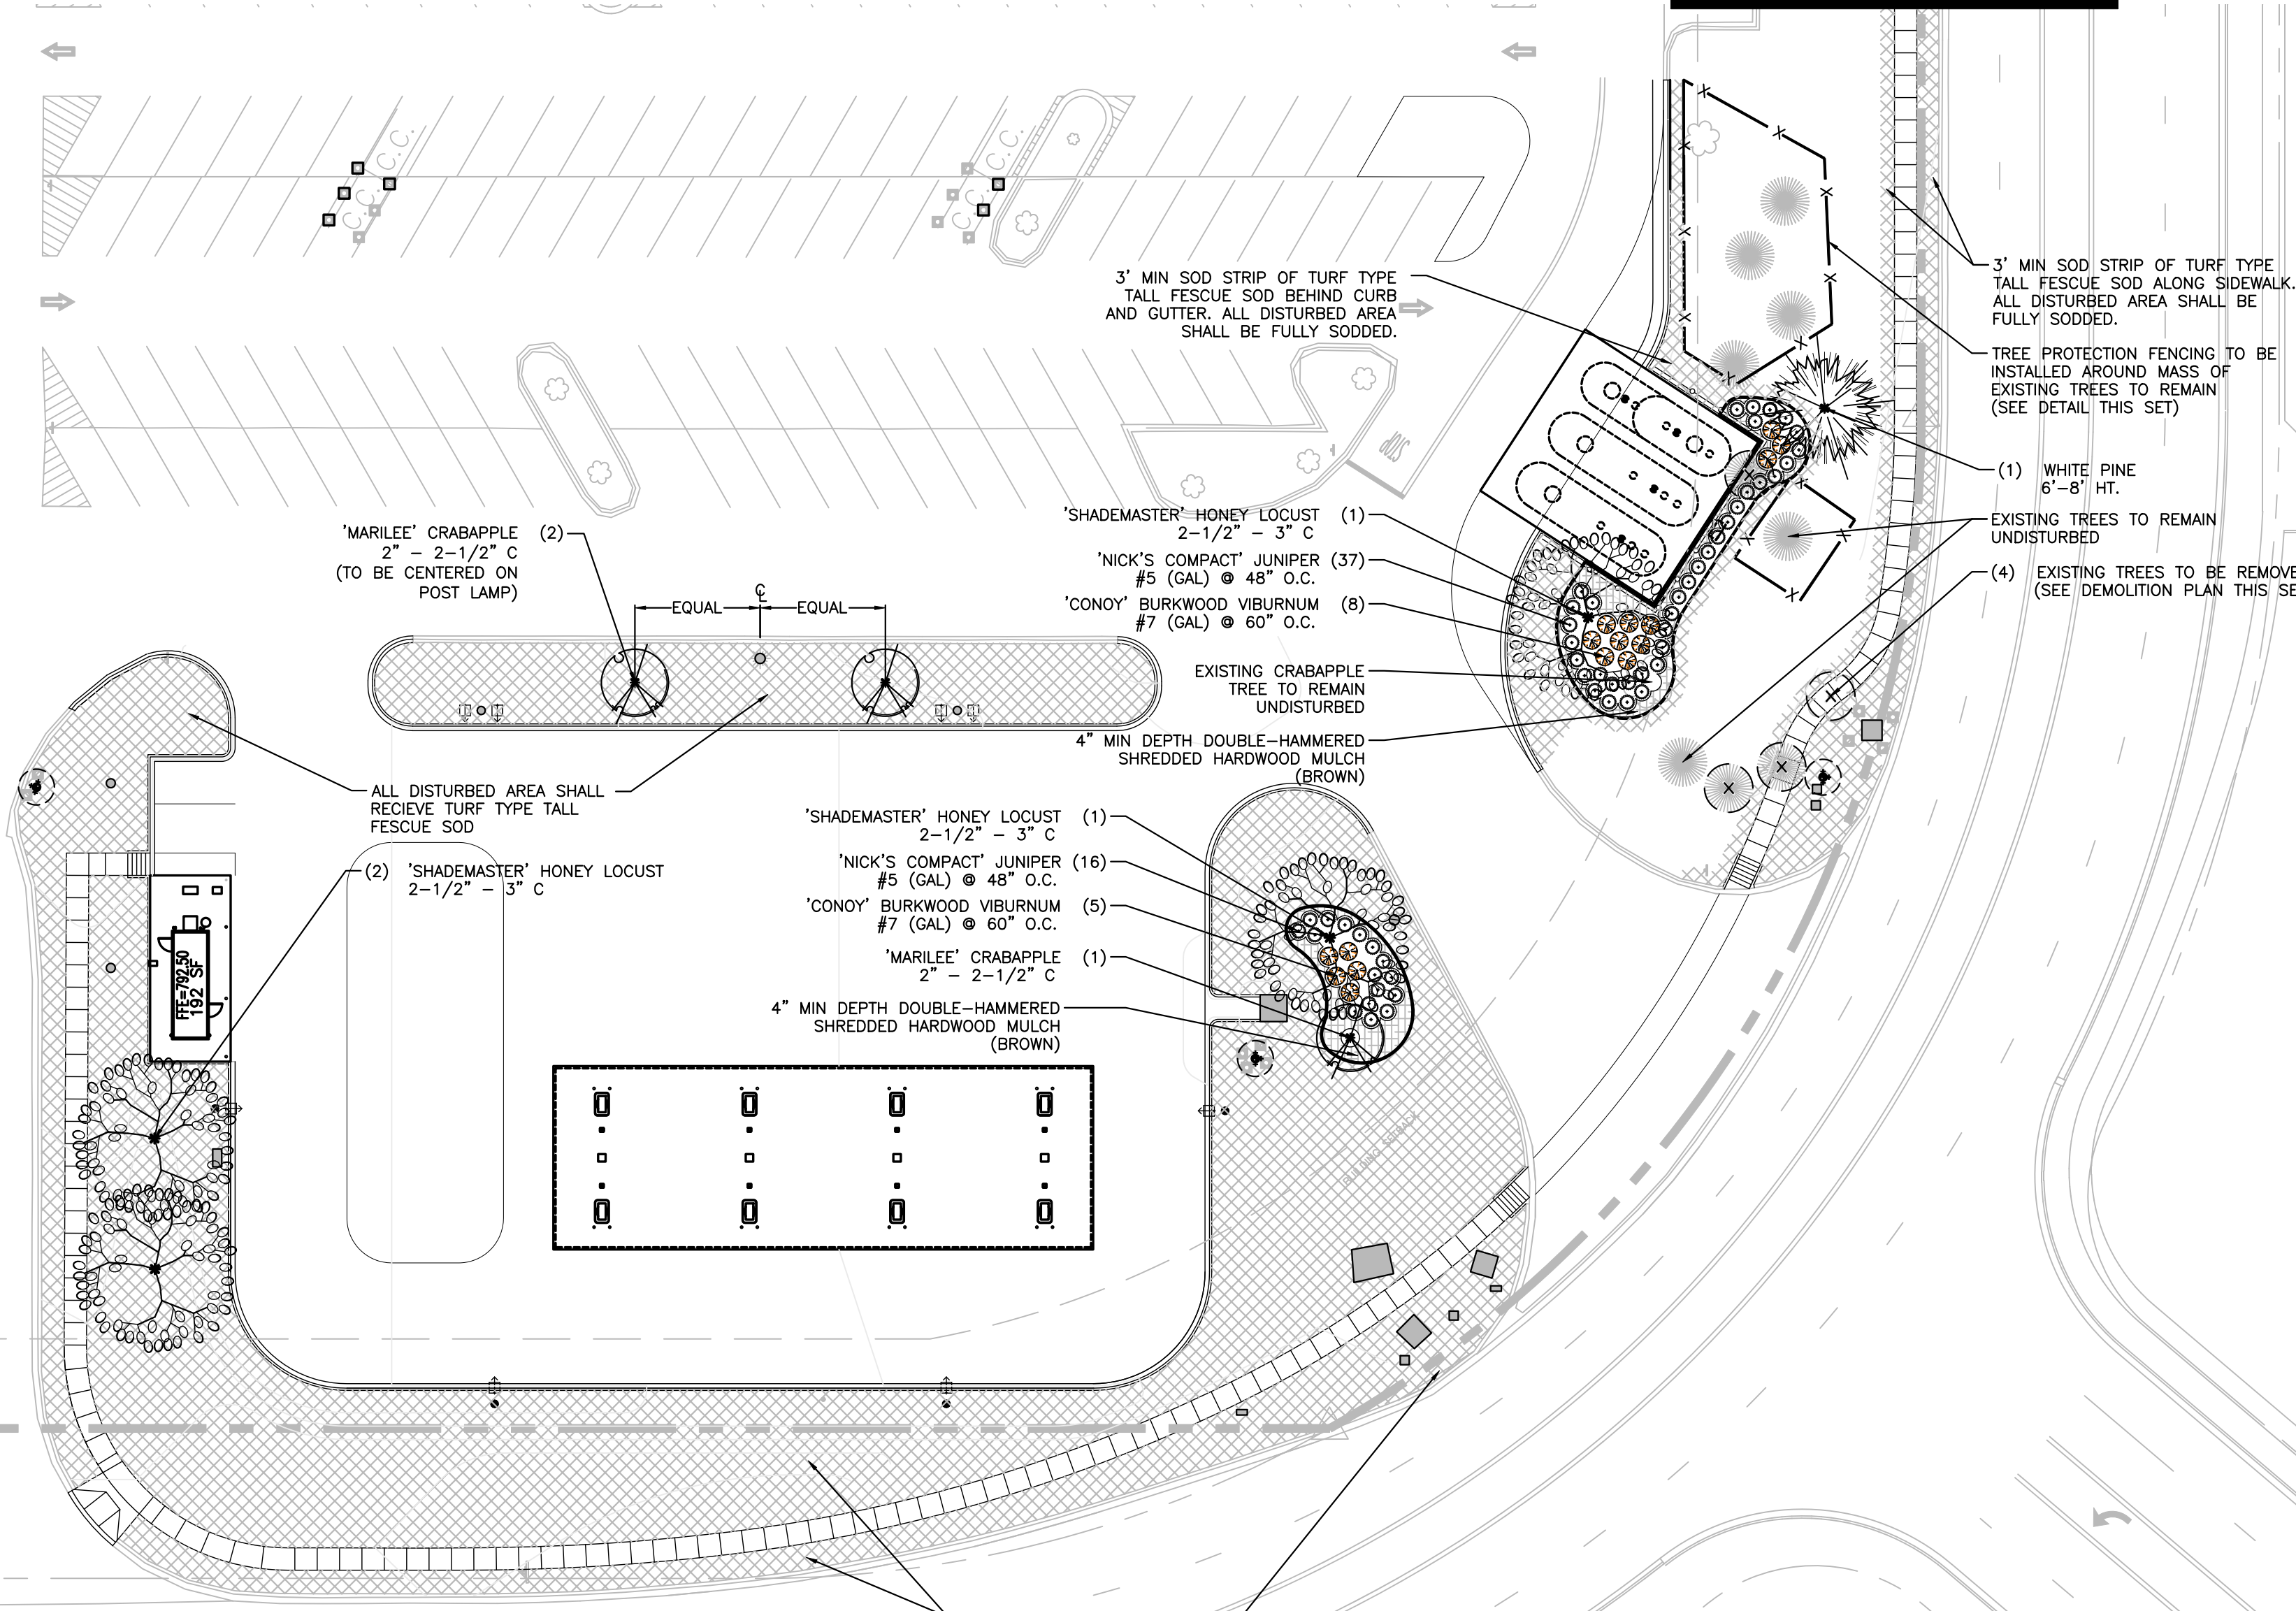 C.C.C.
C.C.C.
3' MIN SOD STRIP OF TURF TYPE
TALL FESCUE SOD BEHIND CURB
AND GUTTER. ALL DISTURBED AREA
SHALL BE FULLY SODDED.
3' MIN SOD STRIP OF TURF TYPE
TALL FESCUE SOD ALONG SIDEWALK.
ALL DISTURBED AREA SHALL BE
FULLY SODDED.
TREE PROTECTION FENCING TO BE
INSTALLED AROUND MASS OF
EXISTING TREES TO REMAIN
(SEE DETAIL THIS SET)
STOP
(1) WHITE PINE
6'-8' HT.
EXISTING TREES TO REMAIN
UNDISTURBED
(4) EXISTING TREES TO BE REMOVE
(SEE DEMOLITION PLAN THIS SE
'MARILEE' CRABAPPLE (2)
2" - 2-1/2" C
(TO BE CENTERED ON
POST LAMP)
CL
EQUAL EQUAL
'SHADEMASTER' HONEY LOCUST (1)
2-1/2" - 3" C
'NICK'S COMPACT' JUNIPER (37)
#5 (GAL) @ 48" O.C.
'CONOY' BURKWOOD VIBURNUM (8)
#7 (GAL) @ 60" O.C.
EXISTING CRABAPPLE
TREE TO REMAIN
UNDISTURBED
4" MIN DEPTH DOUBLE-HAMMERED
SHREDDED HARDWOOD MULCH
(BROWN)
ALL DISTURBED AREA SHALL
RECIEVE TURF TYPE TALL
FESCUE SOD
(2) 'SHADEMASTER' HONEY LOCUST
2-1/2" - 3" C
'SHADEMASTER' HONEY LOCUST (1)
2-1/2" - 3" C
'NICK'S COMPACT' JUNIPER (16)
#5 (GAL) @ 48" O.C.
'CONOY' BURKWOOD VIBURNUM (5)
#7 (GAL) @ 60" O.C.
'MARILEE' CRABAPPLE (1)
2" - 2-1/2" C
4" MIN DEPTH DOUBLE-HAMMERED
SHREDDED HARDWOOD MULCH
(BROWN)
FFE=792.50
192 SF
BUILDING SETBACK